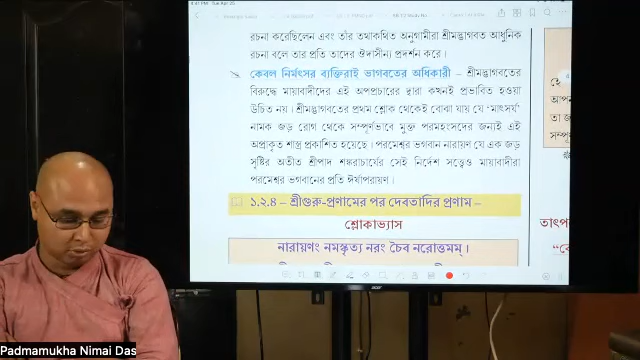 রচনা করেছিলেন এবং তাঁর তথাকথিত অনুগামীরা শ্রীমদ্ভাগবত আধুনিক
রচনা বলে তার প্রতি তাদের ঔদাসীন্য প্রদর্শন করে।
কেবল নির্মৎসর ব্যক্তিরাই ভাগবতের অধিকারী – শ্রীমদ্ভাগবতের
বিরুদ্ধে মায়াবাদীদের এই অপপ্রচারের দ্বারা কখনই প্রভাবিত হওয়া
উচিত নয়। শ্রীমদ্ভাগবতের প্রথম শ্লোক থেকেই বোঝা যায় যে ‘মাৎসর্য’
নামক জড় রোগ থেকে সম্পূর্ণভাবে মুক্ত পরমহংসদের জন্যই এই
অপ্রাকৃত শাস্ত্র প্রকাশিত হয়েছে। পরমেশ্বর ভগবান নারায়ণ যে এক জড়
সৃষ্টির অতীত শ্রীপাদ শঙ্করাচার্যের সেই নির্দেশ সত্ত্বেও মায়াবাদীরা
পরমেশ্বর ভগবানের প্রতি ঈর্ষাপরায়ণ।
১.২.৪ – শ্রীগুরু-প্রণামের পর দেবতাদির প্রণাম –
শ্লোকাভ্যাস
নারায়ণং নমস্কৃত্য নরং চৈব নরোত্তমম্।
হে
আপন
তা জ
সম্পূ
তাৎপর্য
acer
Padmamukha Nimai Das